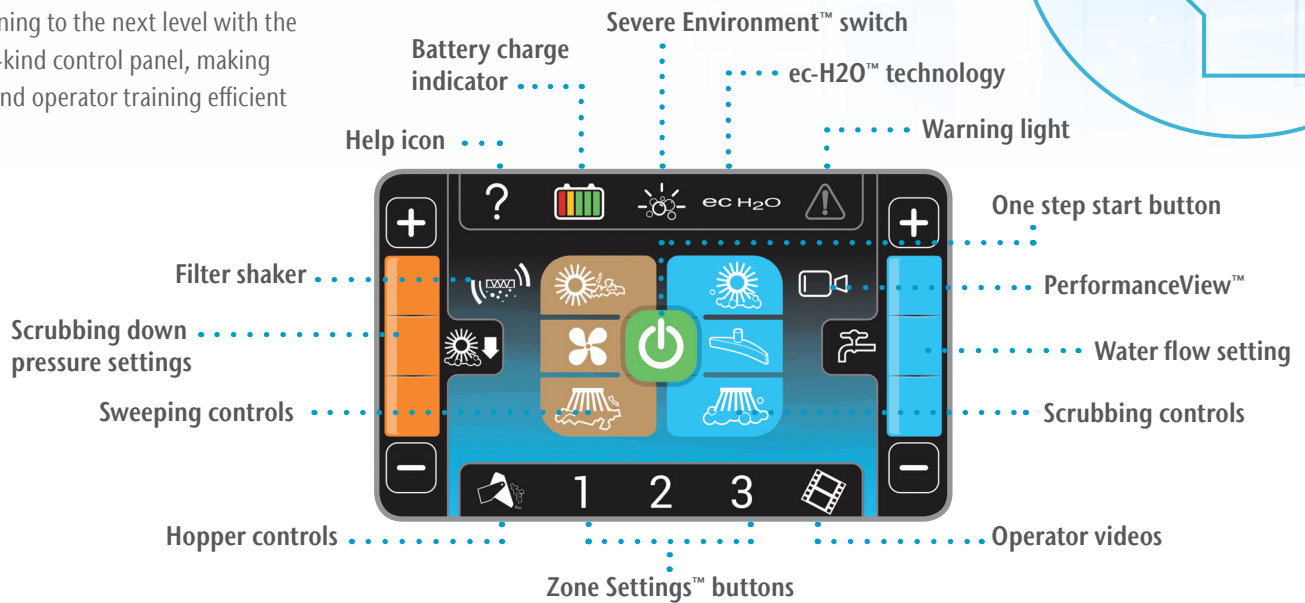 ning to the next level with the
-kind control panel, making
nd operator training efficient
Severe Environment™ switch
Battery charge
indicator
ec-H2O™ technology
Help icon
Warning light
? ec H₂O
+ +
One step start button
Filter shaker
PerformanceView™
Scrubbing down
pressure settings
Water flow setting
Sweeping controls
Scrubbing controls
− −
1 2 3
Hopper controls
Operator videos
Zone Settings™ buttons